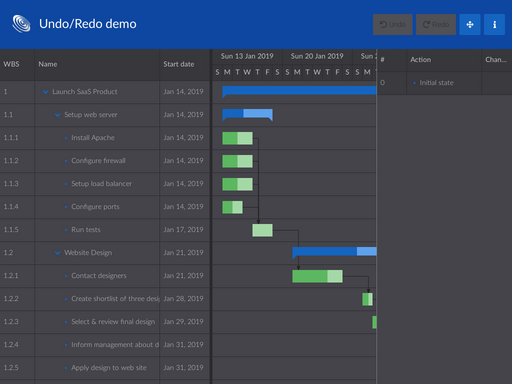 Undo/Redo demo
Undo
Redo
WBS Name Start date Sun 13 Jan 2019 Sun 20 Jan 2019 Sun # Action Chan...
S M T W T F S S M T W T F S S M T
1 Launch SaaS Product Jan 14, 2019 0 Initial state
1.1 Setup web server Jan 14, 2019
1.1.1 Install Apache Jan 14, 2019
1.1.2 Configure firewall Jan 14, 2019
1.1.3 Setup load balancer Jan 14, 2019
1.1.4 Configure ports Jan 14, 2019
1.1.5 Run tests Jan 17, 2019
1.2 Website Design Jan 21, 2019
1.2.1 Contact designers Jan 21, 2019
1.2.2 Create shortlist of three desi Jan 28, 2019
1.2.3 Select & review final design Jan 29, 2019
1.2.4 Inform management about d Jan 31, 2019
1.2.5 Apply design to web site Jan 31, 2019